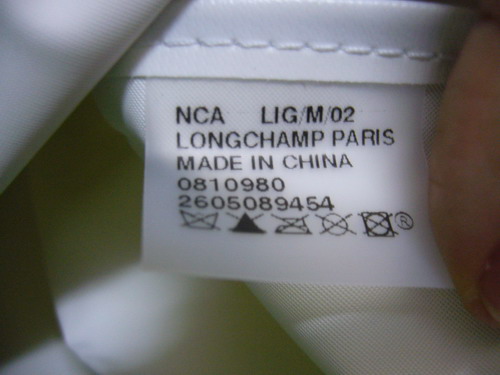 NCA LIG/M/02
LONGCHAMP PARIS
MADE IN CHINA
0810980
2605089454